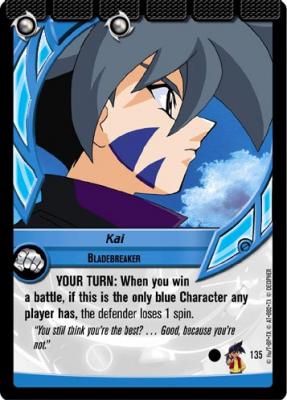 Kai
BLADEBREAKER
YOUR TURN: When you win
a battle, if this is the only blue Character any
player has, the defender loses 1 spin.
"You still think you're the best? ... Good, because you're
not."
135